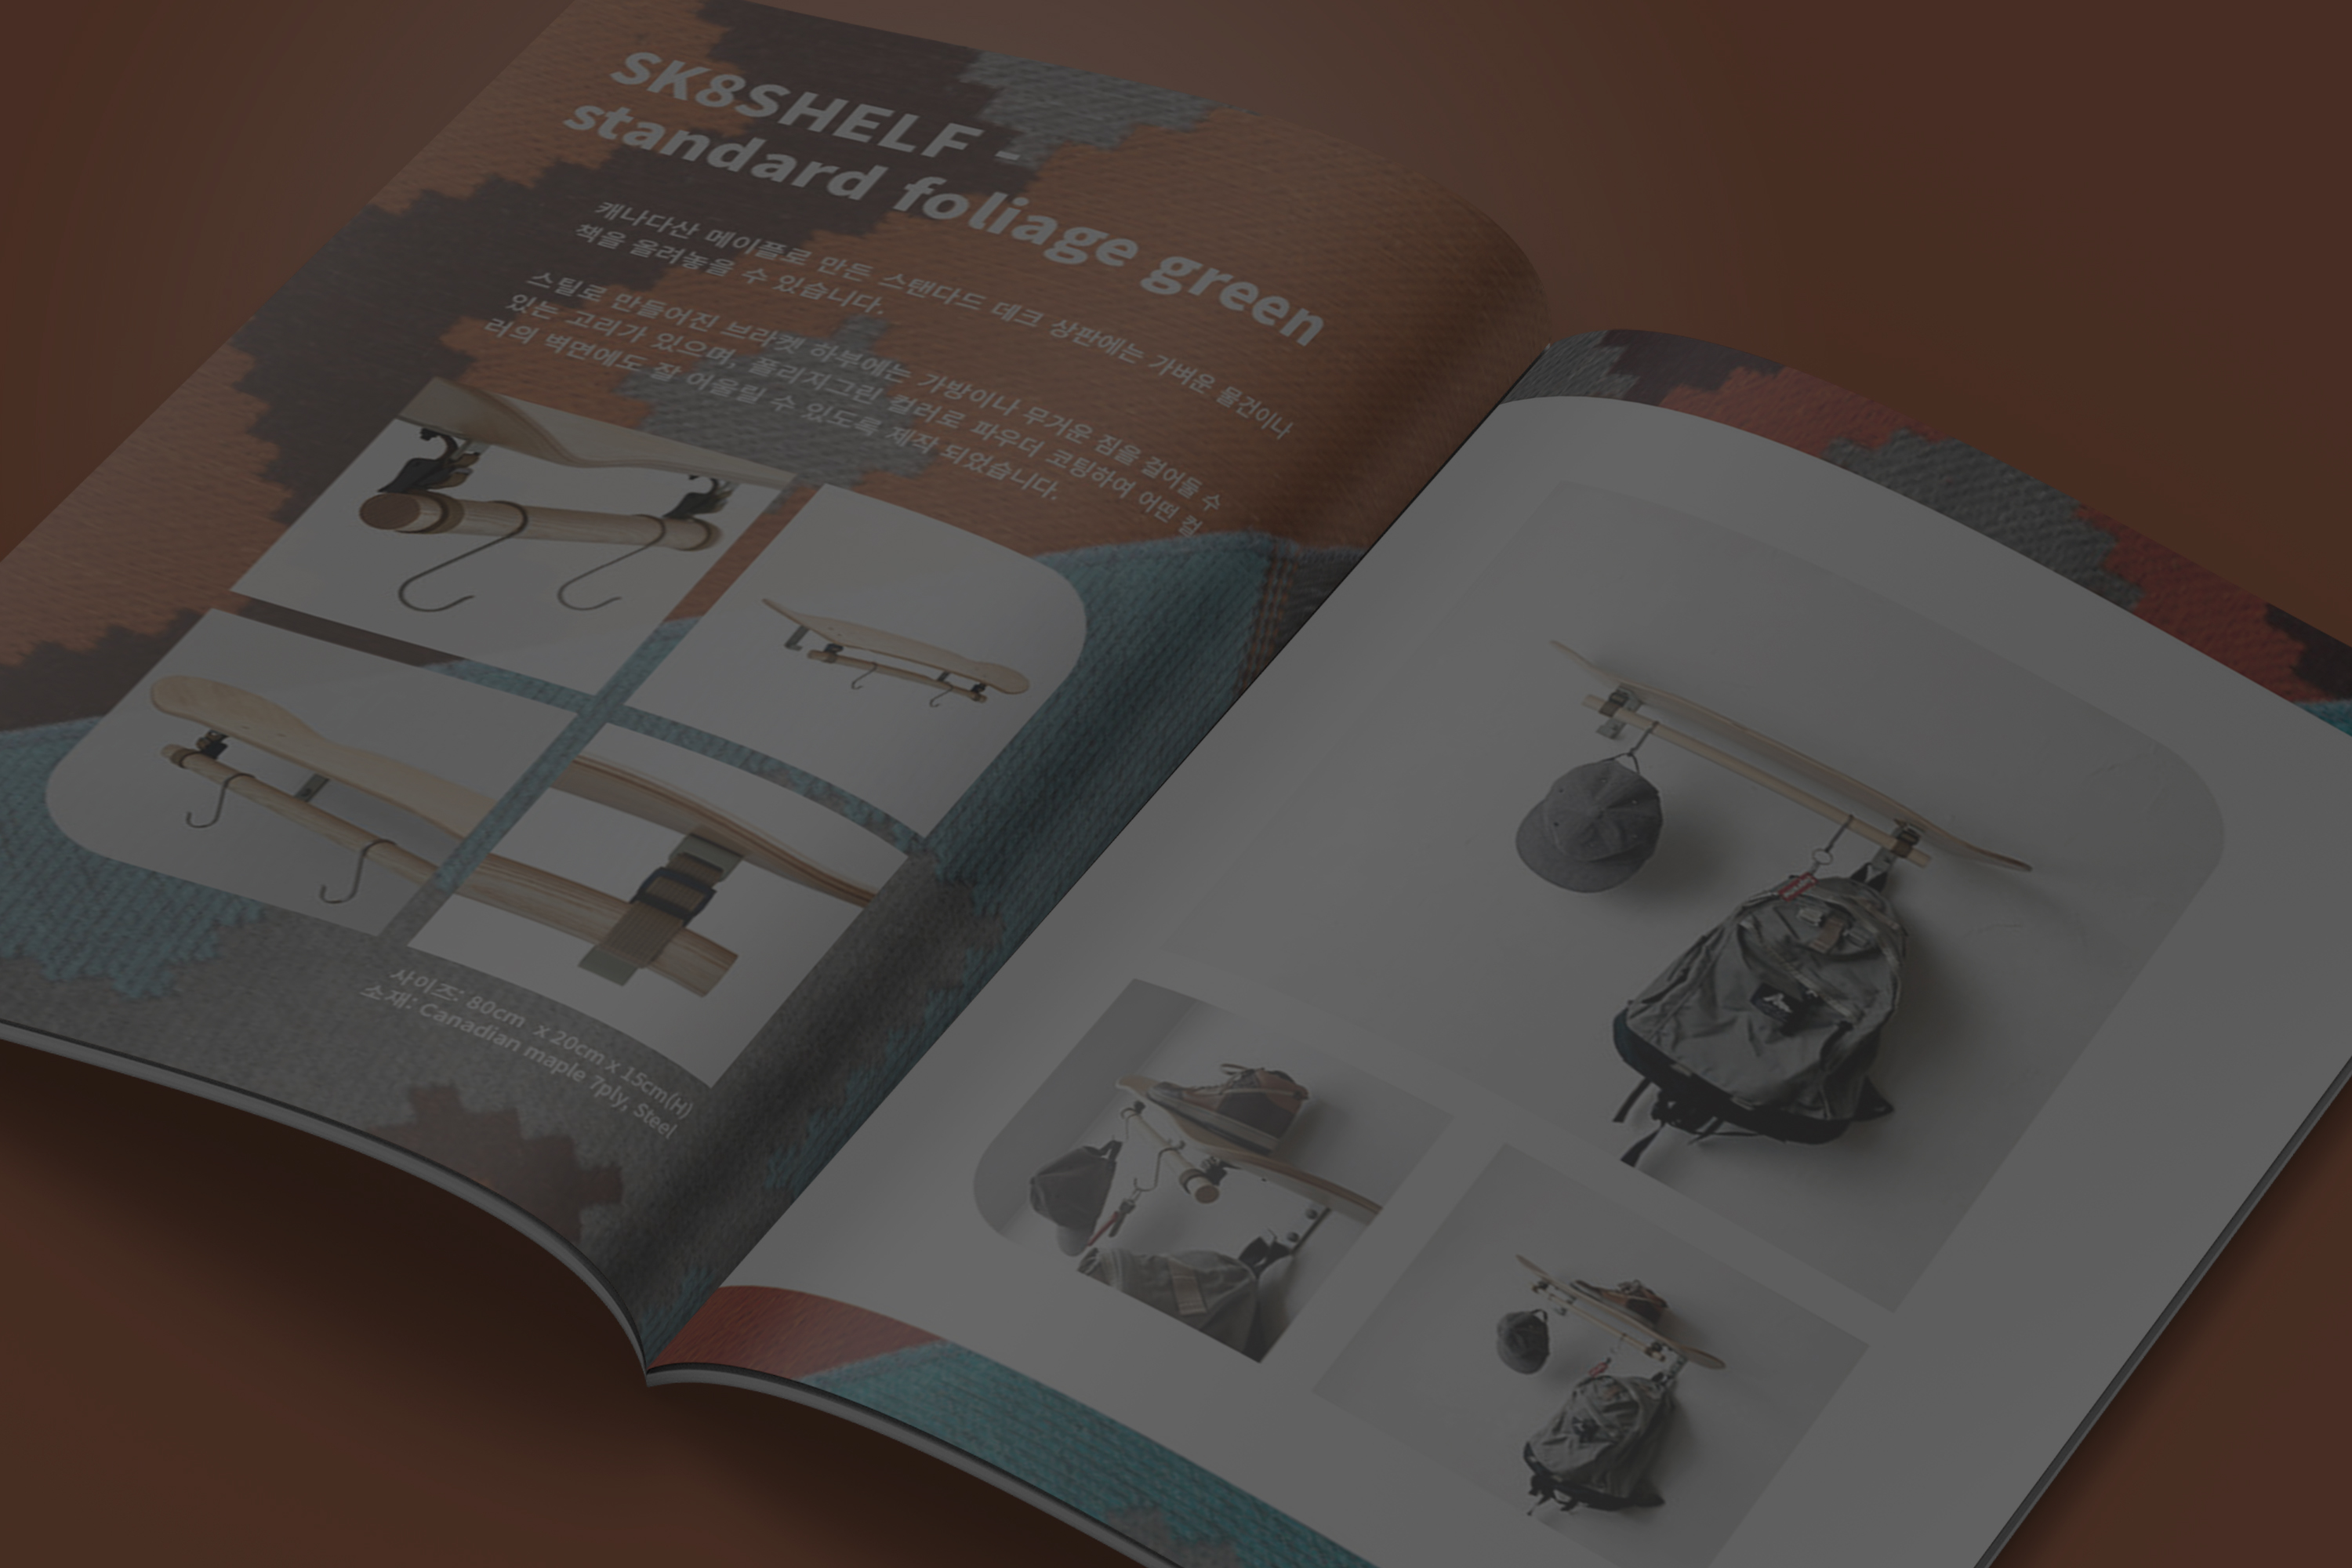 SK8SHELF -
standard foliage green
캐나다산 메이플로 만든 스탠다드 데크 상판에는 가벼운 물건이나
책을 올려놓을 수 있습니다.
스틸로 만들어진 브라켓 하부에는 가방이나 무거운 짐을 걸어둘 수
있는 고리가 있으며, 폴리지그린 컬러로 파우더 코팅하여 어떤 컬
러의 벽면에도 잘 어울릴 수 있도록 제작 되었습니다.
사이즈: 80cm x 20cm x 15cm(H)
소재: Canadian maple 7ply, Steel